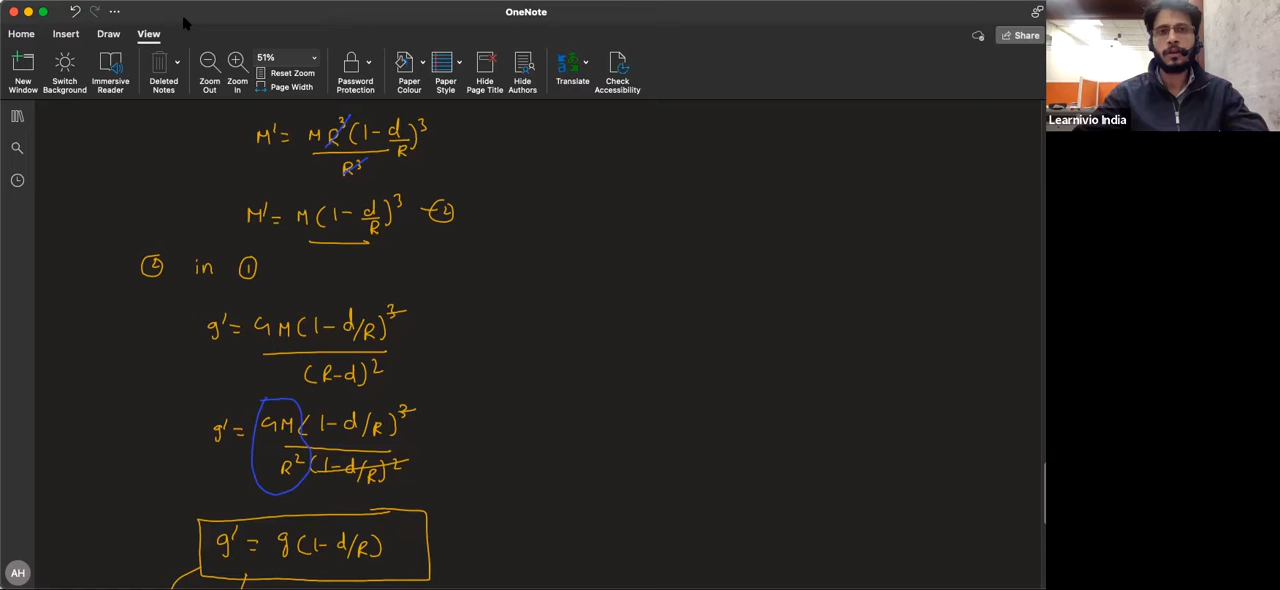 OneNote
Home Insert Draw View
Share
New Window Switch Background Immersive Reader Deleted Notes Zoom Out Zoom In 51% Reset Zoom Page Width Password Protection Paper Colour Paper Style Hide Page Title Hide Authors Translate Check Accessibility
Learnivio India
M' = MR³(1 - d/R)³ / R³
M' = M(1 - d/R)³ -②
② in ①
g' = GM(1 - d/R)³ / (R-d)²
g' = GM(1 - d/R)³ / R²(1 - d/R)²
g' = g(1 - d/R)
AH